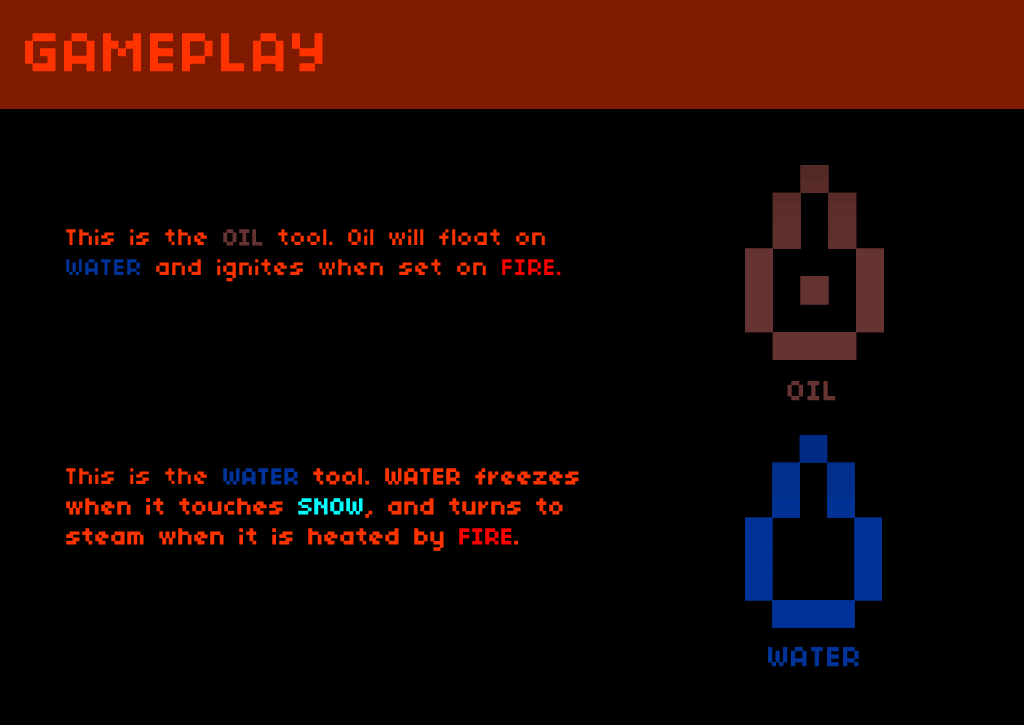 GAMEPLAY
This is the OIL tool. Oil will float on
WATER and ignites when set on FIRE.
OIL
This is the WATER tool. WATER freezes
when it touches SNOW, and turns to
steam when it is heated by FIRE.
WATER